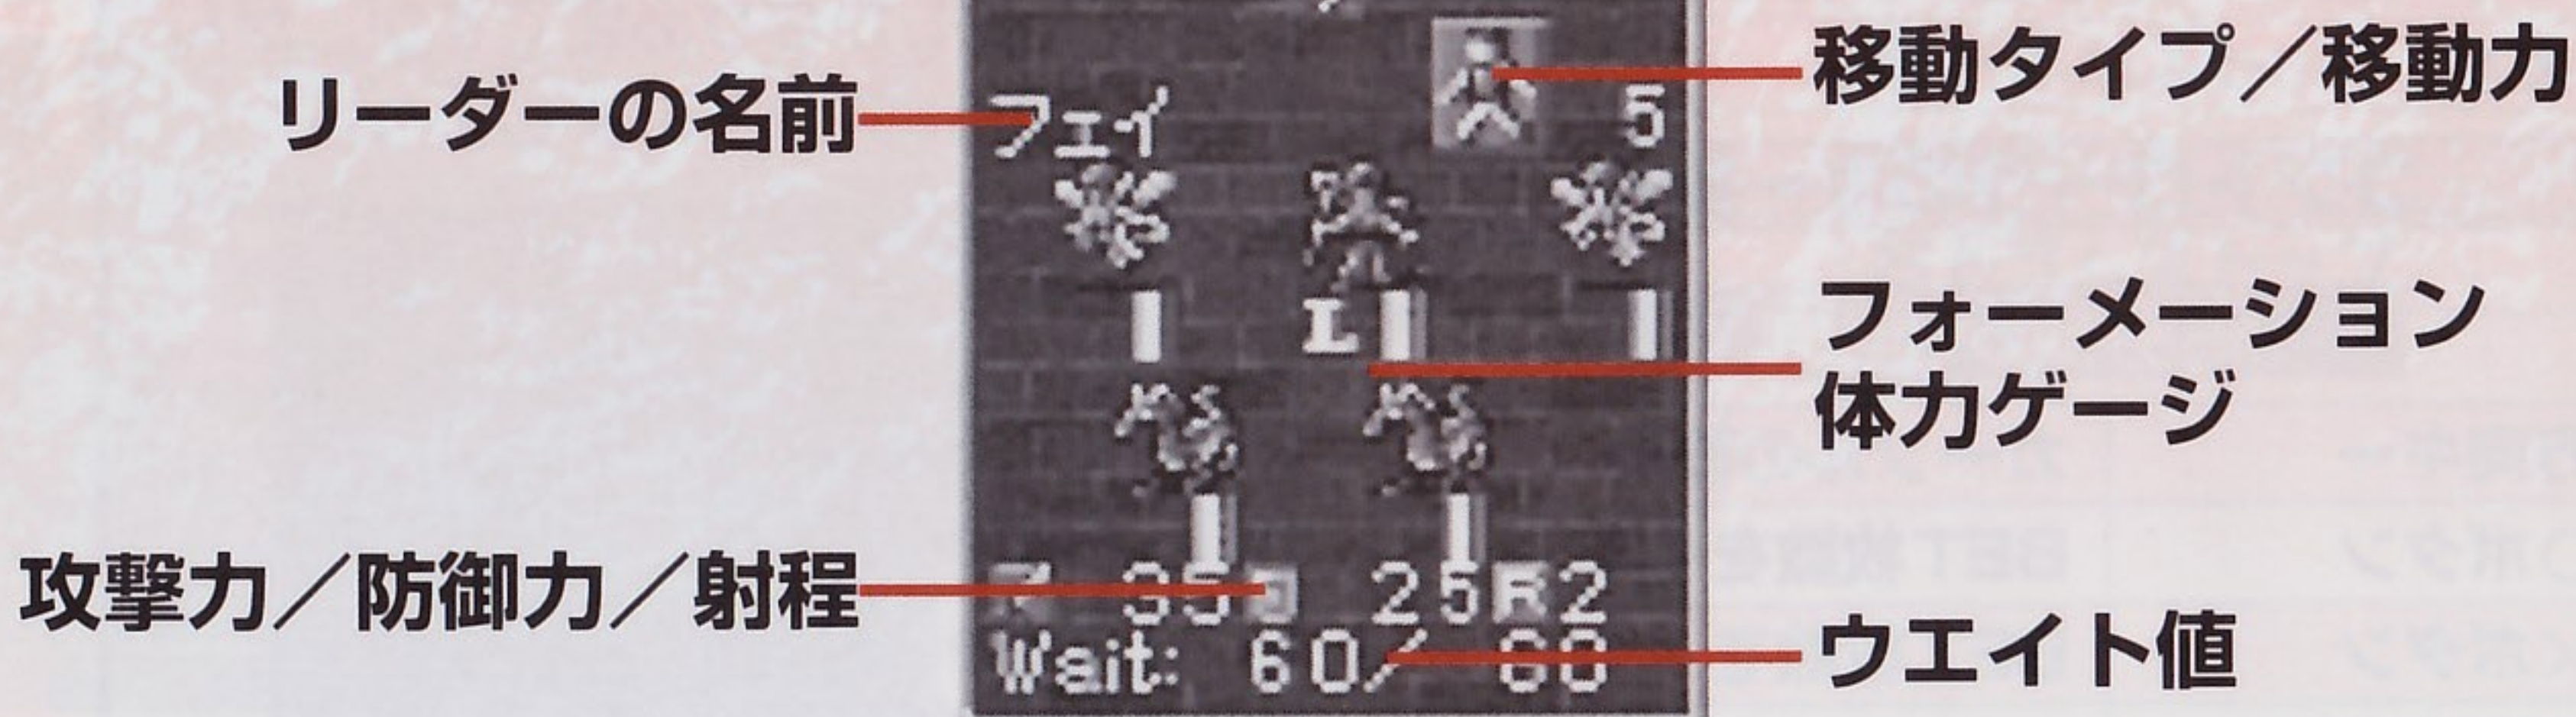 移動タイプ／移動力
リーダーの名前
フェイ
5
フォーメーション
体力ゲージ
L
攻撃力／防御力／射程
35 25 R2
Wait: 60/ 60
ウエイト値